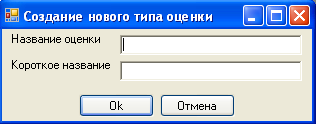 Создание нового типа оценки
Название оценки
Короткое название
Ok
Отмена